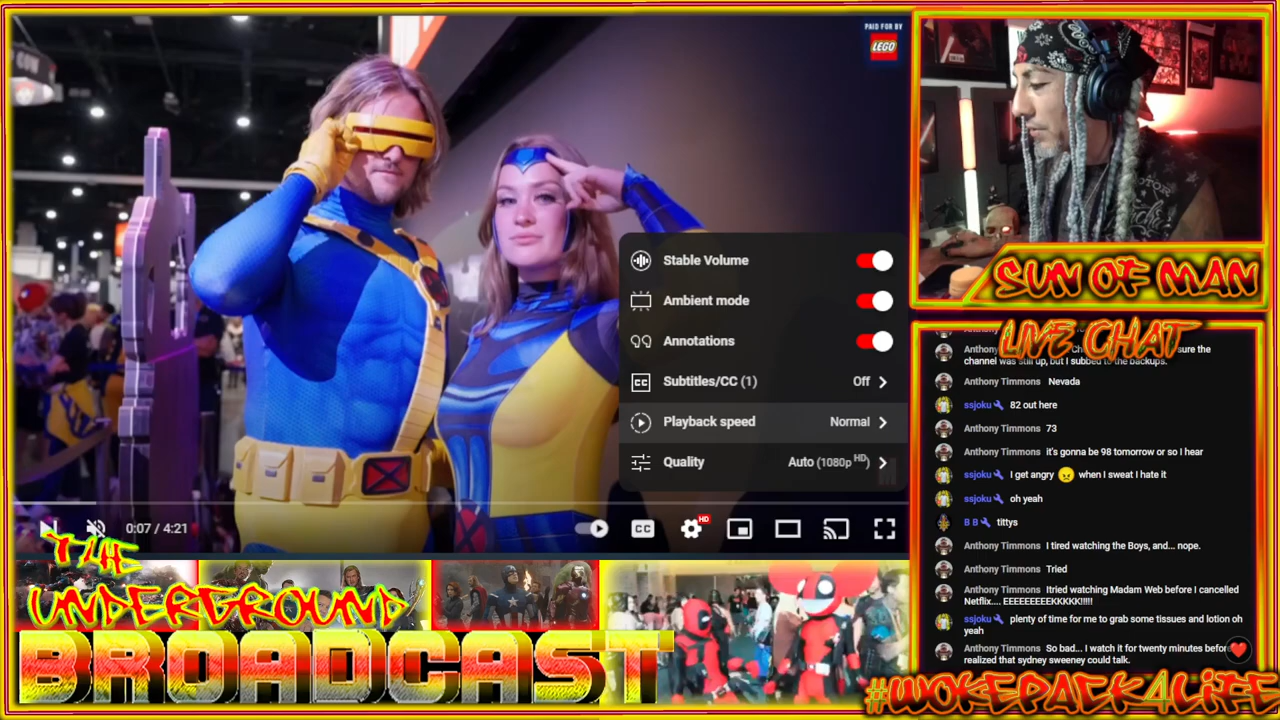 PAID FOR BY
LEGO
Stable Volume
Ambient mode
Annotations
Subtitles/CC (1) Off
Playback speed Normal
Quality Auto (1080p HD)
0:07 / 4:21
CC
HD
THE
UNDERGROUND
BROADCAST
SUN OF MAN
LIVE CHAT
sure the
channel was still up, but I subbed to the backups.
Anthony Timmons Nevada
ssjoku 82 out here
Anthony Timmons 73
Anthony Timmons it's gonna be 98 tomorrow or so I hear
ssjoku I get angry 😠 when I sweat I hate it
ssjoku oh yeah
B B tittys
Anthony Timmons I tired watching the Boys, and... nope.
Anthony Timmons Tried
Anthony Timmons Itried watching Madam Web before I cancelled
Netflix.... EEEEEEEEKKKKK!!!!!
ssjoku plenty of time for me to grab some tissues and lotion oh
yeah
Anthony Timmons So bad... I watch it for twenty minutes before
realized that sydney sweeney could talk.
#WOKEPACK4LIFE